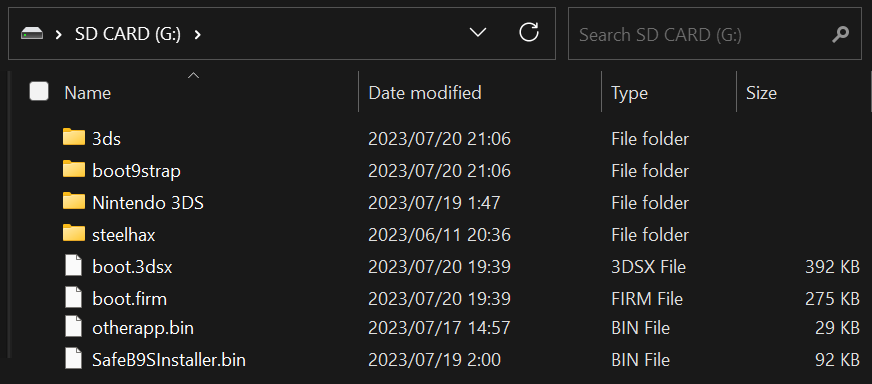 SD CARD (G:)
Search SD CARD (G:)
Name Date modified Type Size
3ds 2023/07/20 21:06 File folder
boot9strap 2023/07/20 21:06 File folder
Nintendo 3DS 2023/07/19 1:47 File folder
steelhax 2023/06/11 20:36 File folder
boot.3dsx 2023/07/20 19:39 3DSX File 392 KB
boot.firm 2023/07/20 19:39 FIRM File 275 KB
otherapp.bin 2023/07/17 14:57 BIN File 29 KB
SafeB9SInstaller.bin 2023/07/19 2:00 BIN File 92 KB